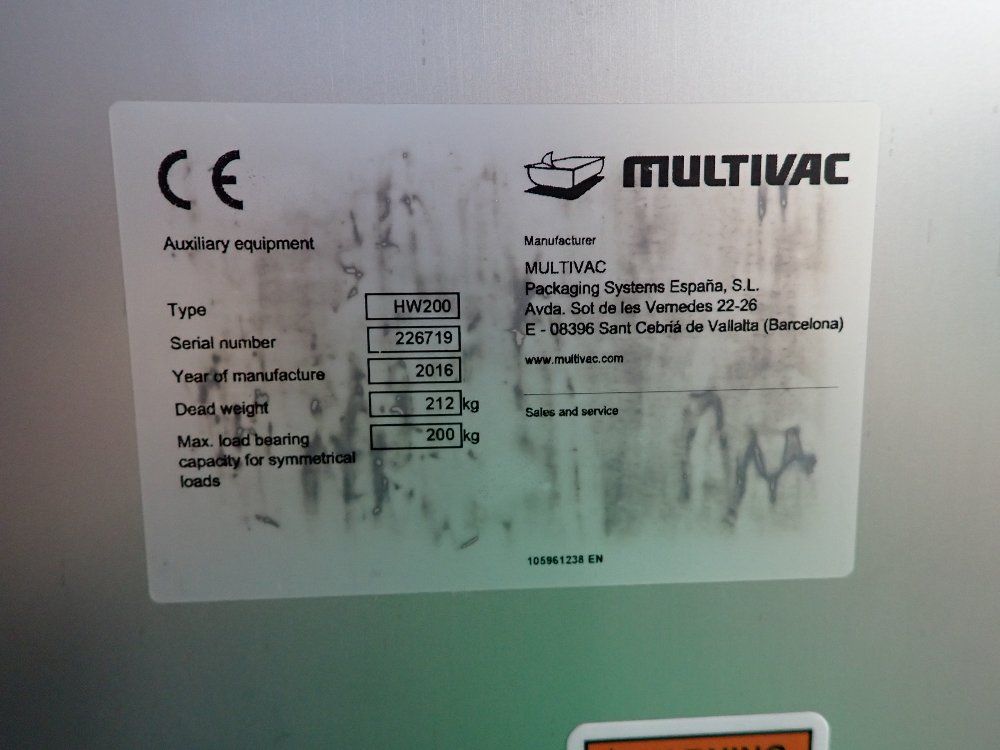 CE
MULTIVAC
Auxiliary equipment
Type HW200
Serial number 226719
Year of manufacture 2016
Dead weight 212 kg
Max. load bearing 200 kg
capacity for symmetrical
loads
Manufacturer
MULTIVAC
Packaging Systems España, S.L.
Avda. Sot de les Vernedes 22-26
E - 08396 Sant Cebriá de Vallalta (Barcelona)
www.multivac.com
Sales and service
105961238 EN